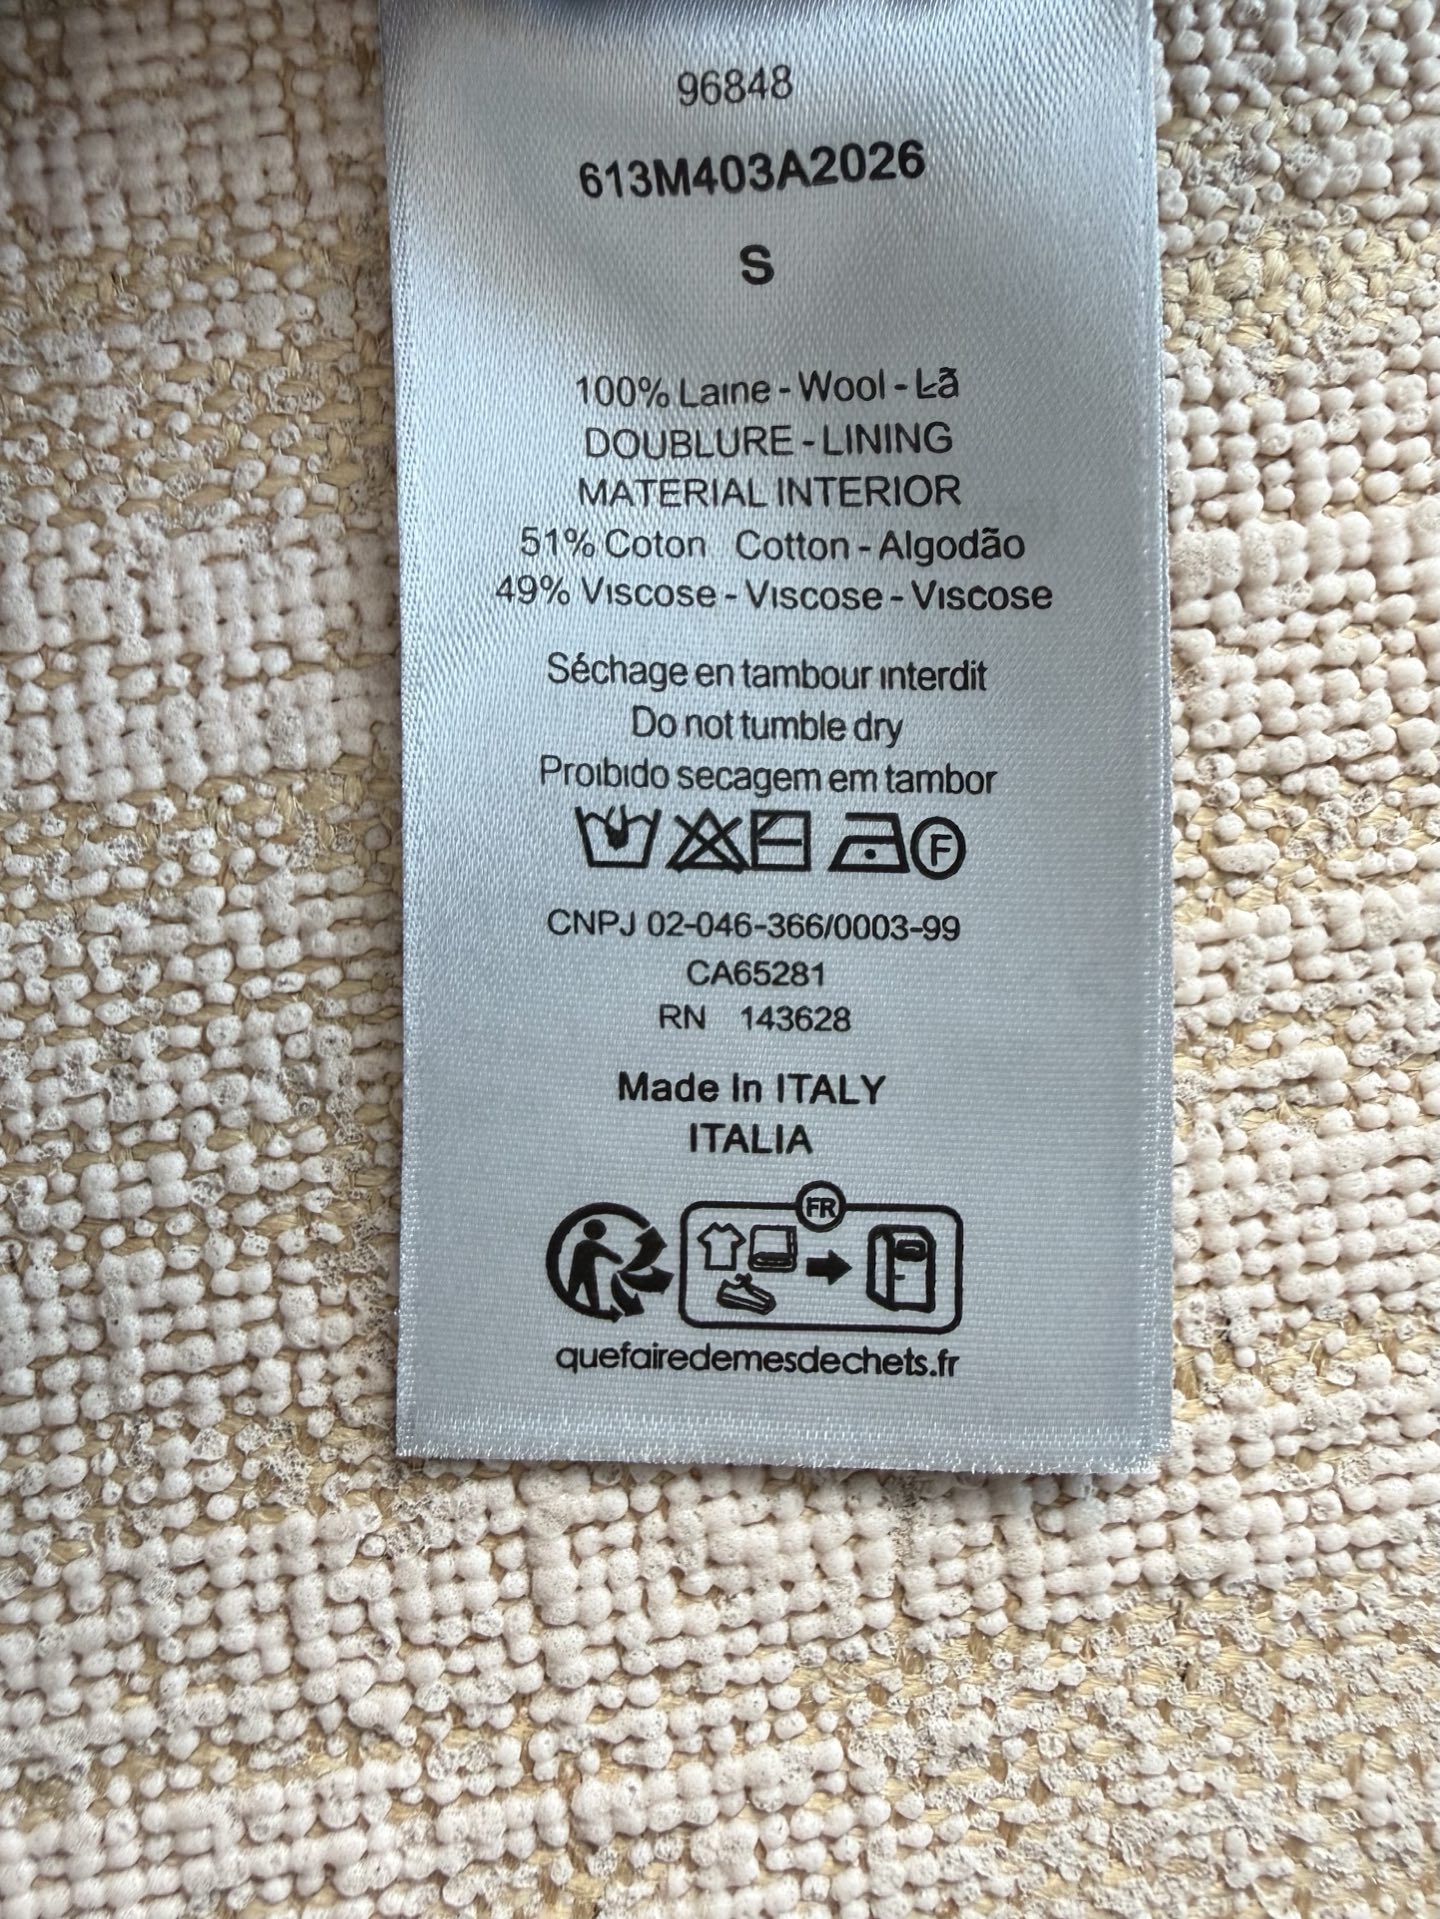 96848
613M403A2026
S
100% Laine - Wool - Lã
DOUBLURE - LINING
MATERIAL INTERIOR
51% Coton Cotton - Algodão
49% Viscose - Viscose - Viscose
Séchage en tambour interdit
Do not tumble dry
Proibido secagem em tambor
F
CNPJ 02-046-366/0003-99
CA65281
RN 143628
Made In ITALY
ITALIA
FR
quefairedemesdechets.fr